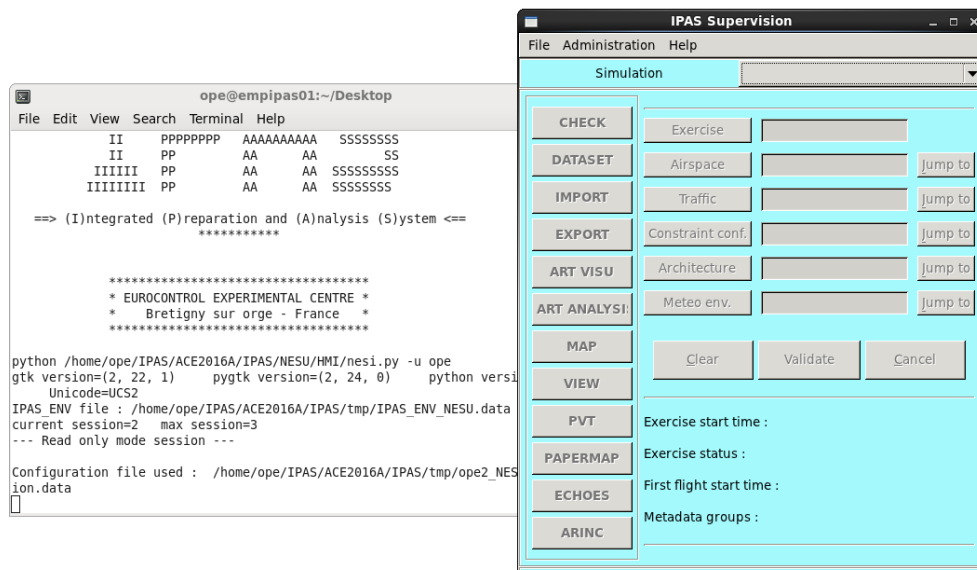 ope@empipas01:~/Desktop
File Edit View Search Terminal Help
II PPPPPPPP AAAAAAAAAA SSSSSSSS
II PP AA AA SS
IIIIII PP AA AA SSSSSSSSS
IIIIIIII PP AA AA SSSSSSSS
==> (I)ntegrated (P)reparation and (A)nalysis (S)ystem <==
***********
***********************************
* EUROCONTROL EXPERIMENTAL CENTRE *
* Bretigny sur orge - France *
***********************************
python /home/ope/IPAS/ACE2016A/IPAS/NESU/HMI/nesi.py -u ope
gtk version=(2, 22, 1) pygtk version=(2, 24, 0) python versi
Unicode=UCS2
IPAS_ENV file : /home/ope/IPAS/ACE2016A/IPAS/tmp/IPAS_ENV_NESU.data
current session=2 max session=3
--- Read only mode session ---
Configuration file used : /home/ope/IPAS/ACE2016A/IPAS/tmp/ope2_NES
ion.data
IPAS Supervision
File Administration Help
Simulation
CHECK
DATASET
IMPORT
EXPORT
ART VISU
ART ANALYSI
MAP
VIEW
PVT
PAPERMAP
ECHOES
ARINC
Exercise
Airspace Jump to
Traffic Jump to
Constraint conf. Jump to
Architecture Jump to
Meteo env. Jump to
Clear Validate Cancel
Exercise start time :
Exercise status :
First flight start time :
Metadata groups :